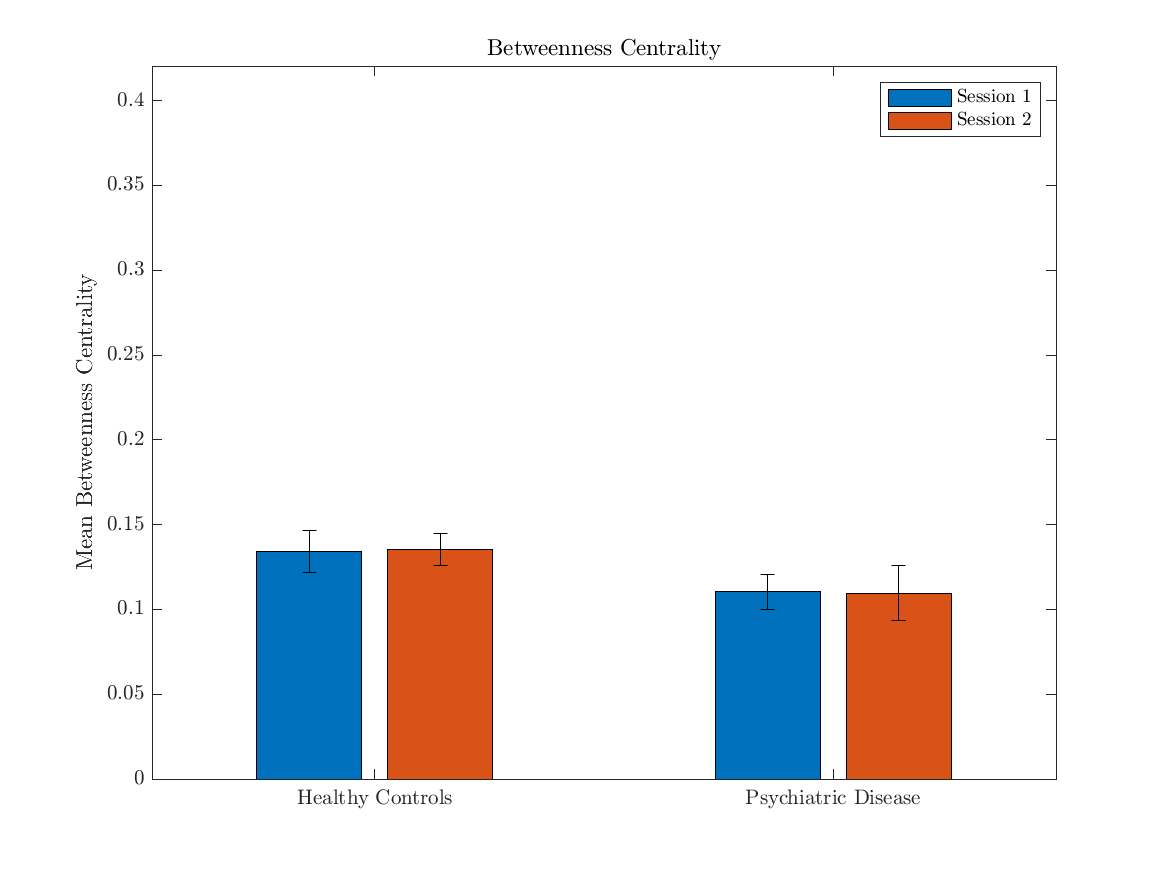 Betweenness Centrality
Session 1
Session 2
Mean Betweenness Centrality
0.4
0.35
0.3
0.25
0.2
0.15
0.1
0.05
0
Healthy Controls
Psychiatric Disease